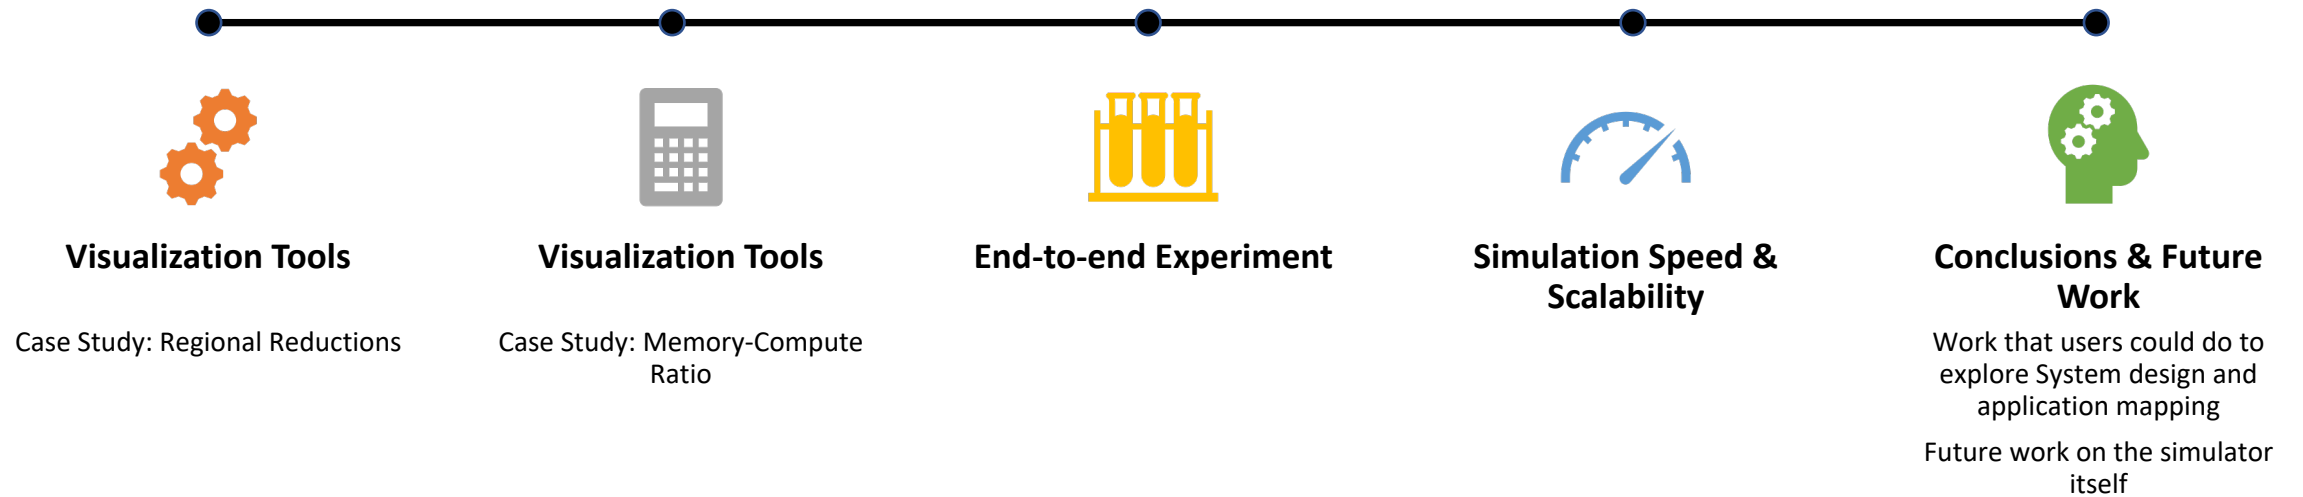 Visualization Tools
Case Study: Regional Reductions
Visualization Tools
Case Study: Memory-Compute
Ratio
End-to-end Experiment
Simulation Speed &
Scalability
Conclusions & Future
Work
Work that users could do to
explore System design and
application mapping
Future work on the simulator
itself